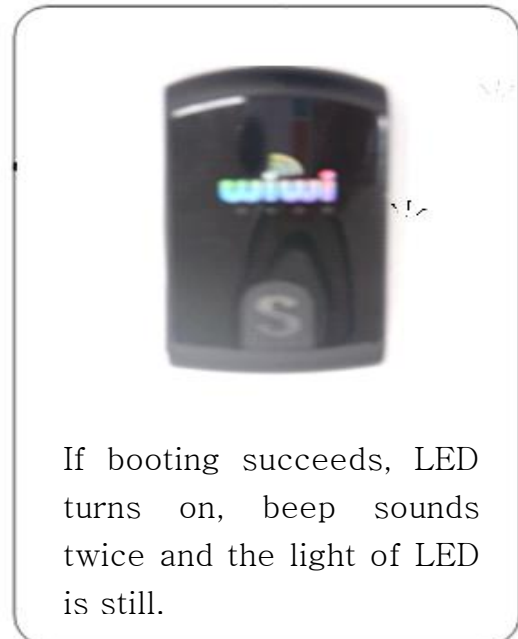 wiwi
S
If booting succeeds, LED
turns on, beep sounds
twice and the light of LED
is still.